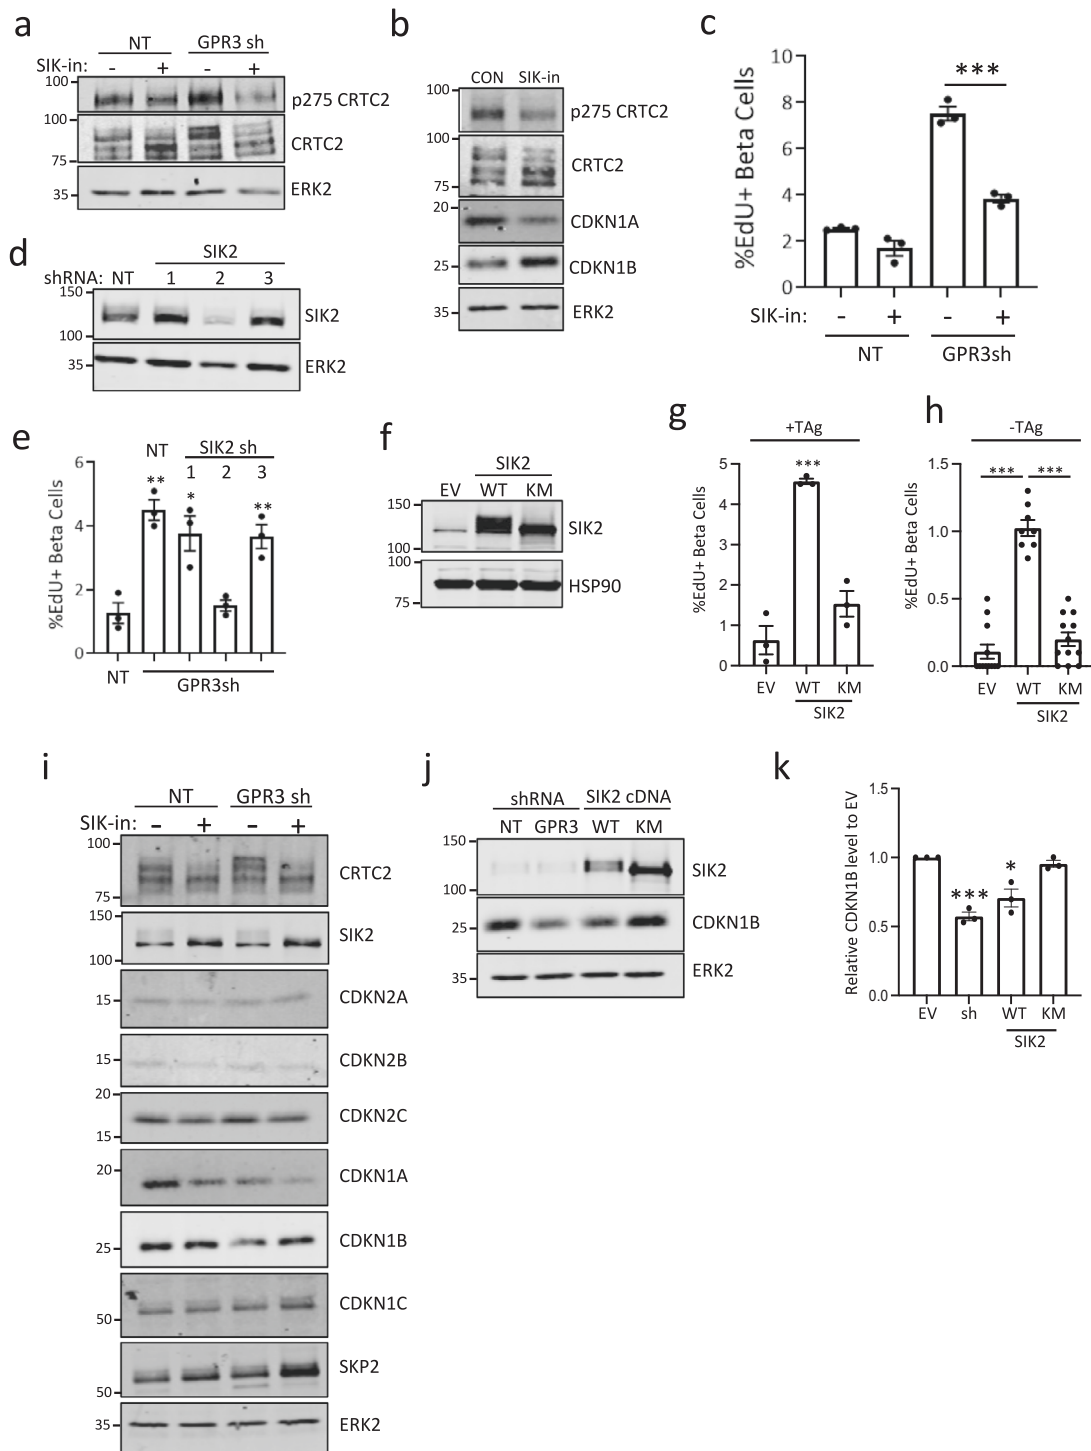 a
NT GPR3 sh
SIK-in: - + - +
100
p275 CRTC2
100
CRTC2
75
35 ERK2
b
CON SIK-in
100
p275 CRTC2
100
CRTC2
75
20
CDKN1A
25 CDKN1B
35 ERK2
c
%EdU+ Beta Cells
10
8
6
4
2
0
***
SIK-in: - + - +
NT GPR3sh
d
SIK2
shRNA: NT 1 2 3
150
SIK2
100
35 ERK2
e
%EdU+ Beta Cells
6
4
2
0
NT SIK2 sh
1 2 3
** * **
NT GPR3sh
f
SIK2
EV WT KM
150
SIK2
100
100
HSP90
75
g
+TAg
%EdU+ Beta Cells
5
4
3
2
1
0
***
EV WT KM
SIK2
h
-TAg
%EdU+ Beta Cells
1.5
1.0
0.5
0.0
*** ***
EV WT KM
SIK2
i
NT GPR3 sh
SIK-in: - + - +
100
CRTC2
75
150
SIK2
100
15 CDKN2A
15 CDKN2B
20
CDKN2C
15
20 CDKN1A
25 CDKN1B
CDKN1C
50
SKP2
50
35 ERK2
j
shRNA SIK2 cDNA
NT GPR3 WT KM
150
SIK2
100
25 CDKN1B
35 ERK2
k
Relative CDKN1B level to EV
1.5
1.0
0.5
0.0
*** *
EV sh WT KM
SIK2